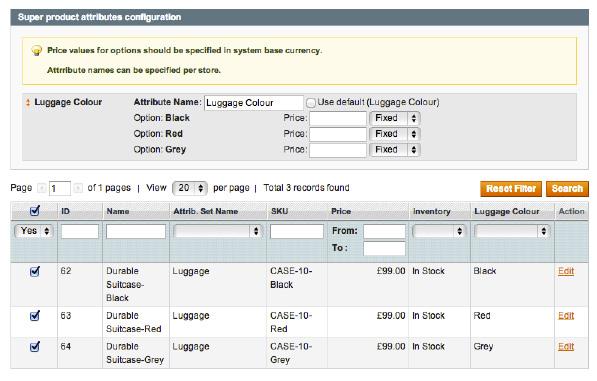 Super product attributes configuration
Price values for options should be specified in system base currency.
Attrribute names can be specified per store.
Luggage Colour Attribute Name: Luggage Colour Use default (Luggage Colour)
Option: Black Price: Fixed
Option: Red Price: Fixed
Option: Grey Price: Fixed
Page 1 of 1 pages | View 20 per page | Total 3 records found Reset Filter Search
ID Name Attrib. Set Name SKU Price Inventory Luggage Colour Action
Yes From:
To :
62 Durable Luggage CASE-10- £99.00 In Stock Black Edit
Suitcase- Black
Black
63 Durable Luggage CASE-10- £99.00 In Stock Red Edit
Suitcase-Red Red
64 Durable Luggage CASE-10- £99.00 In Stock Grey Edit
Suitcase-Grey Grey